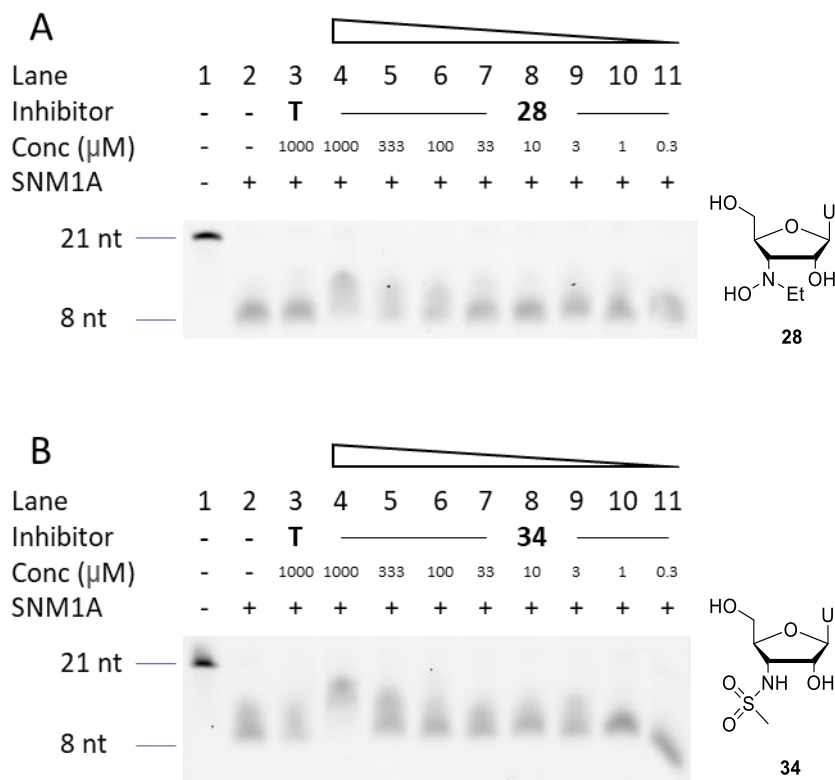 A
Lane 1 2 3 4 5 6 7 8 9 10 11
Inhibitor - - T 28
Conc (μM) - - 1000 1000 333 100 33 10 3 1 0.3
SNM1A - + + + + + + + + + +
21 nt
8 nt
HO
O
U
N
OH
HO
Et
28
B
Lane 1 2 3 4 5 6 7 8 9 10 11
Inhibitor - - T 34
Conc (μM) - - 1000 1000 333 100 33 10 3 1 0.3
SNM1A - + + + + + + + + + +
21 nt
8 nt
HO
O
U
NH
OH
O
S
O
34